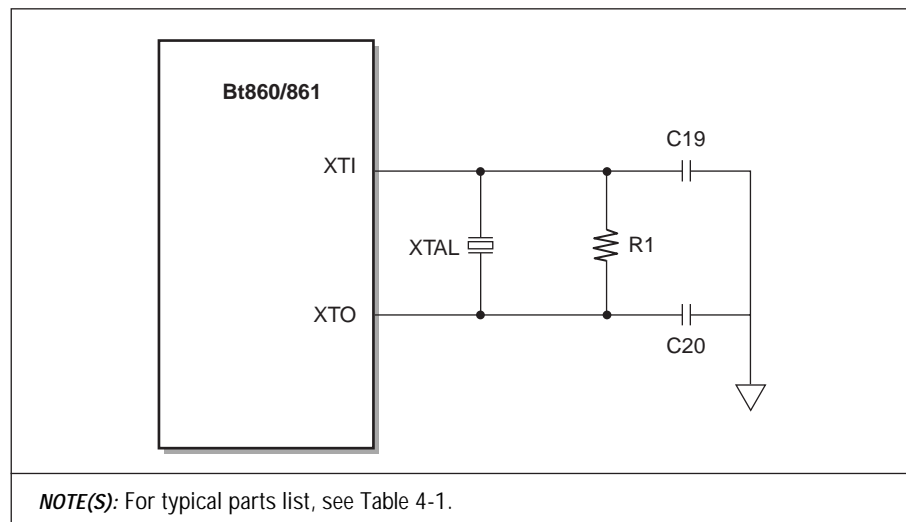 Bt860/861
XTI
C19
XTAL
R1
XTO
C20
NOTE(S): For typical parts list, see Table 4-1.